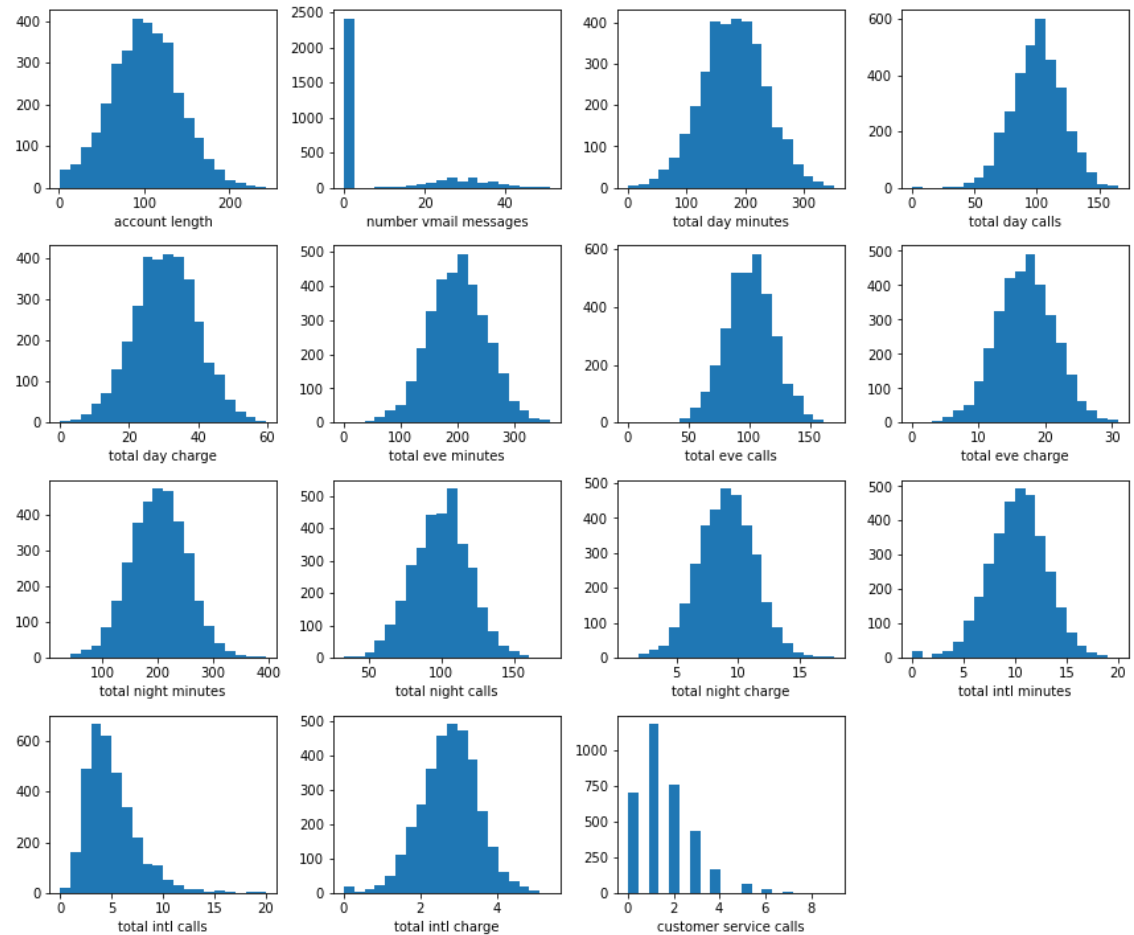 400
300
200
100
0
0 100 200
account length
2500
2000
1500
1000
500
0
0 20 40
number vmail messages
400
300
200
100
0
0 100 200 300
total day minutes
600
400
200
0
0 50 100 150
total day calls
400
300
200
100
0
0 20 40 60
total day charge
500
400
300
200
100
0
0 100 200 300
total eve minutes
600
400
200
0
0 50 100 150
total eve calls
500
400
300
200
100
0
0 10 20 30
total eve charge
400
300
200
100
0
100 200 300 400
total night minutes
500
400
300
200
100
0
50 100 150
total night calls
500
400
300
200
100
0
5 10 15
total night charge
500
400
300
200
100
0
0 5 10 15 20
total intl minutes
600
400
200
0
0 5 10 15 20
total intl calls
500
400
300
200
100
0
0 2 4
total intl charge
1000
750
500
250
0
0 2 4 6 8
customer service calls